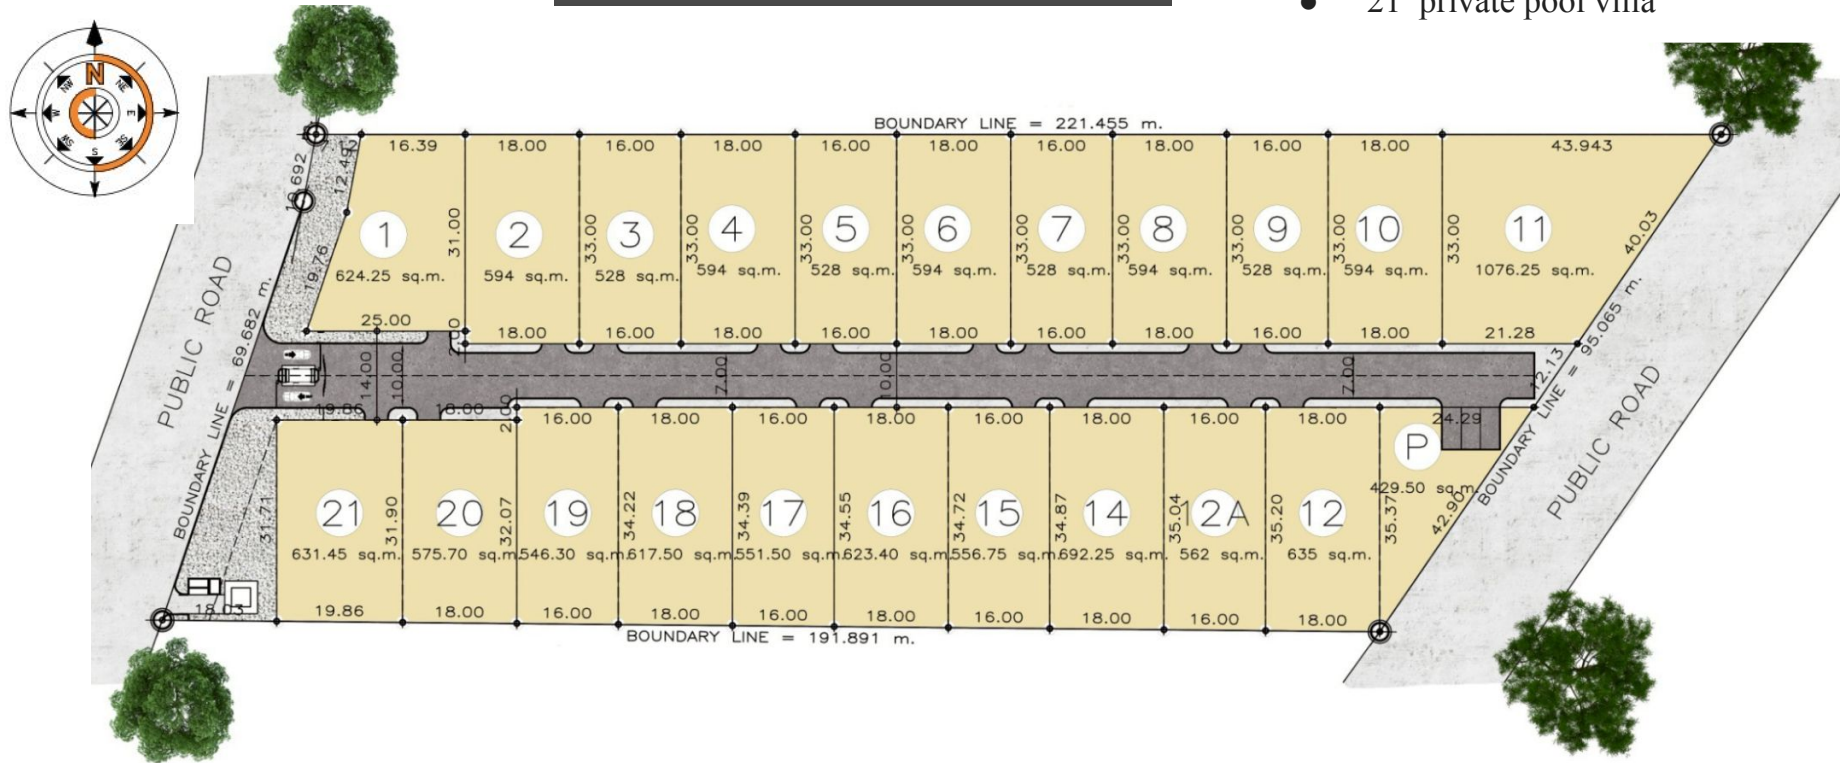 ● 21 private pool villa
N
NE
E
SE
S
SW
W
NW
BOUNDARY LINE = 221.455 m.
16.39 18.00 16.00 18.00 16.00 18.00 16.00 18.00 16.00 18.00 43.943
12.49
19.76
31.00 33.00 33.00 33.00 33.00 33.00 33.00 33.00 33.00 40.03
1 2 3 4 5 6 7 8 9 10 11
624.25 sq.m. 594 sq.m. 528 sq.m. 594 sq.m. 528 sq.m. 594 sq.m. 528 sq.m. 594 sq.m. 528 sq.m. 594 sq.m. 1076.25 sq.m.
25.00 18.00 16.00 18.00 16.00 18.00 16.00 18.00 16.00 18.00 21.28
PUBLIC ROAD
BOUNDARY LINE = 69.682 m.
14.00 10.00 7.00 10.00 7.00 12.13
BOUNDARY LINE = 95.065 m.
PUBLIC ROAD
19.86 18.00 2.00 16.00 18.00 16.00 18.00 16.00 18.00 16.00 18.00 24.29
P
429.50 sq.m.
31.71 31.90 32.07 34.22 34.39 34.55 34.72 34.87 35.04 35.20 35.37 42.90
21 20 19 18 17 16 15 14 12A 12
631.45 sq.m. 575.70 sq.m. 546.30 sq.m. 617.50 sq.m. 551.50 sq.m. 623.40 sq.m. 556.75 sq.m. 692.25 sq.m. 562 sq.m. 635 sq.m.
18.03 19.86 18.00 16.00 18.00 16.00 18.00 16.00 18.00 16.00 18.00
BOUNDARY LINE = 191.891 m.